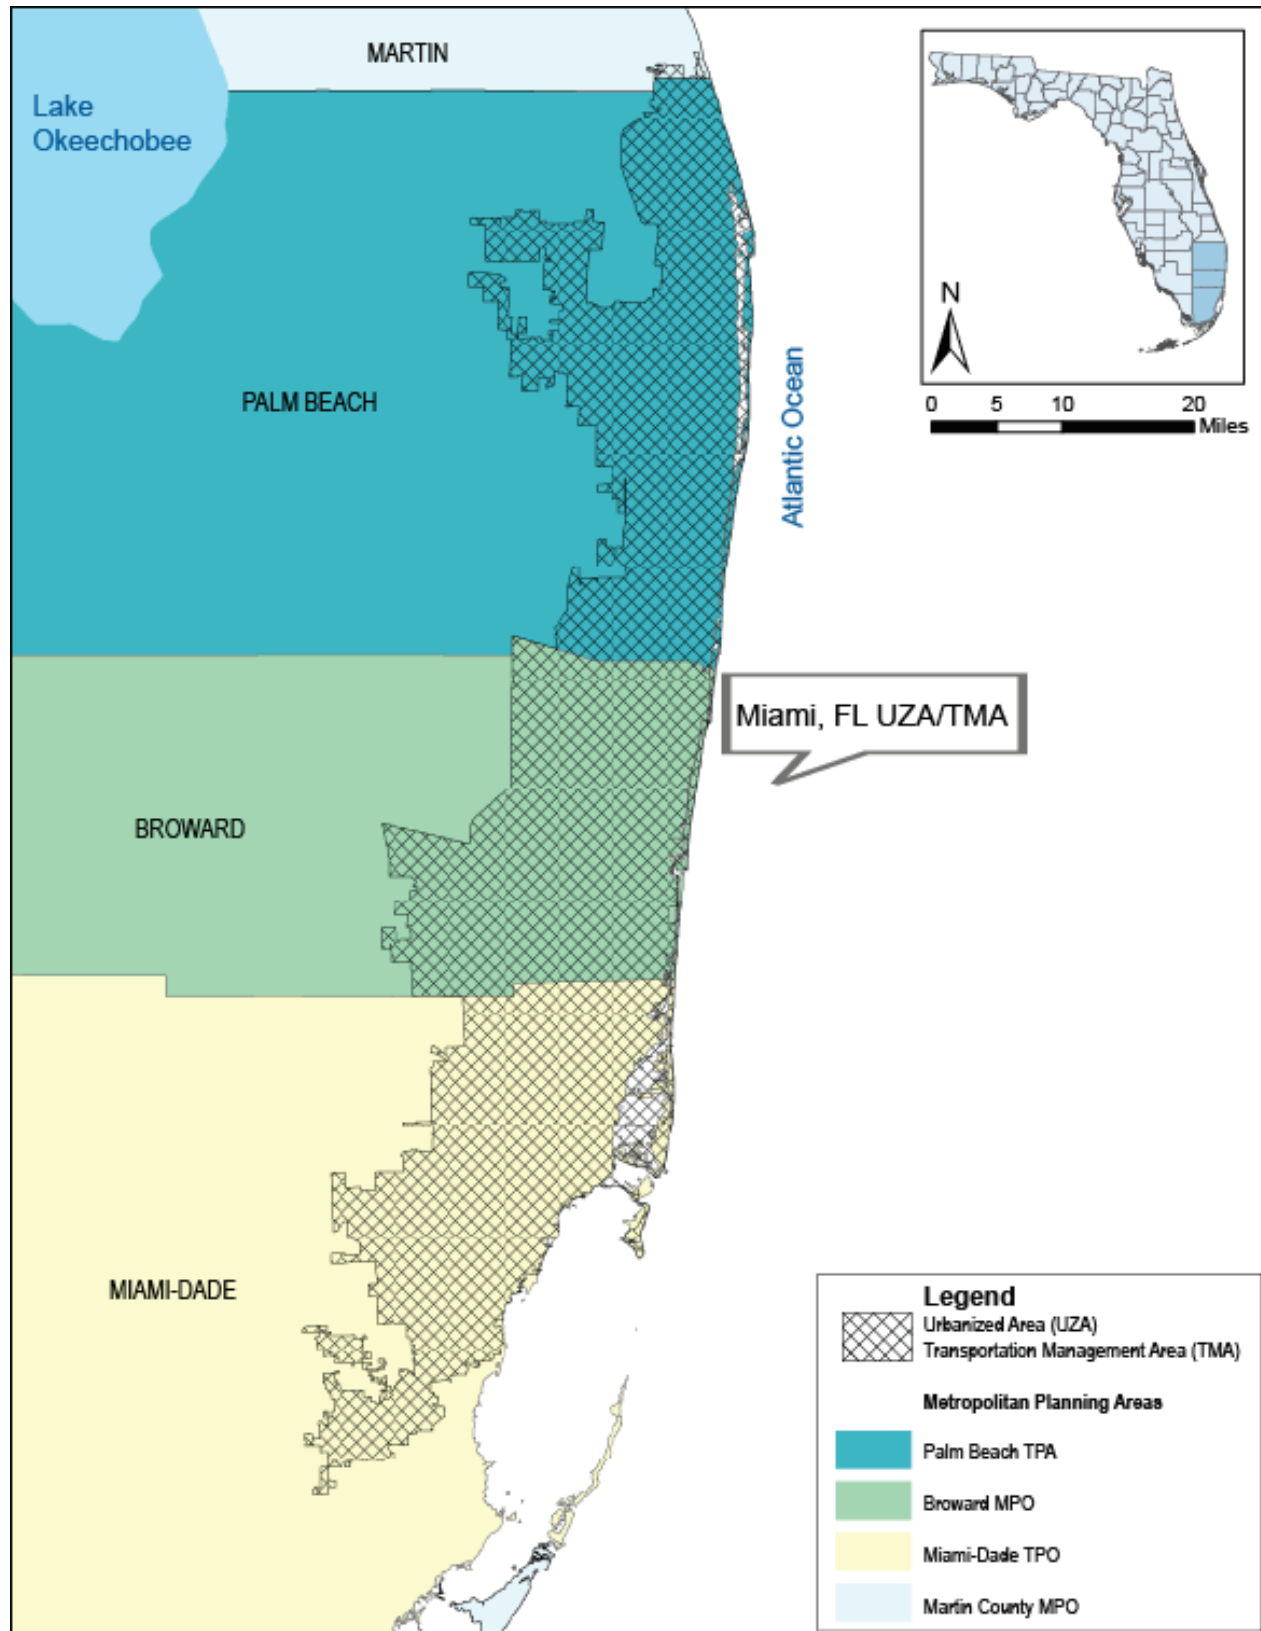 MARTIN
Lake
Okeechobee
N
PALM BEACH
Atlantic Ocean
0 5 10 20
Miles
Miami, FL UZA/TMA
BROWARD
MIAMI-DADE
Legend
Urbanized Area (UZA)
Transportation Management Area (TMA)
Metropolitan Planning Areas
Palm Beach TPA
Broward MPO
Miami-Dade TPO
Martin County MPO